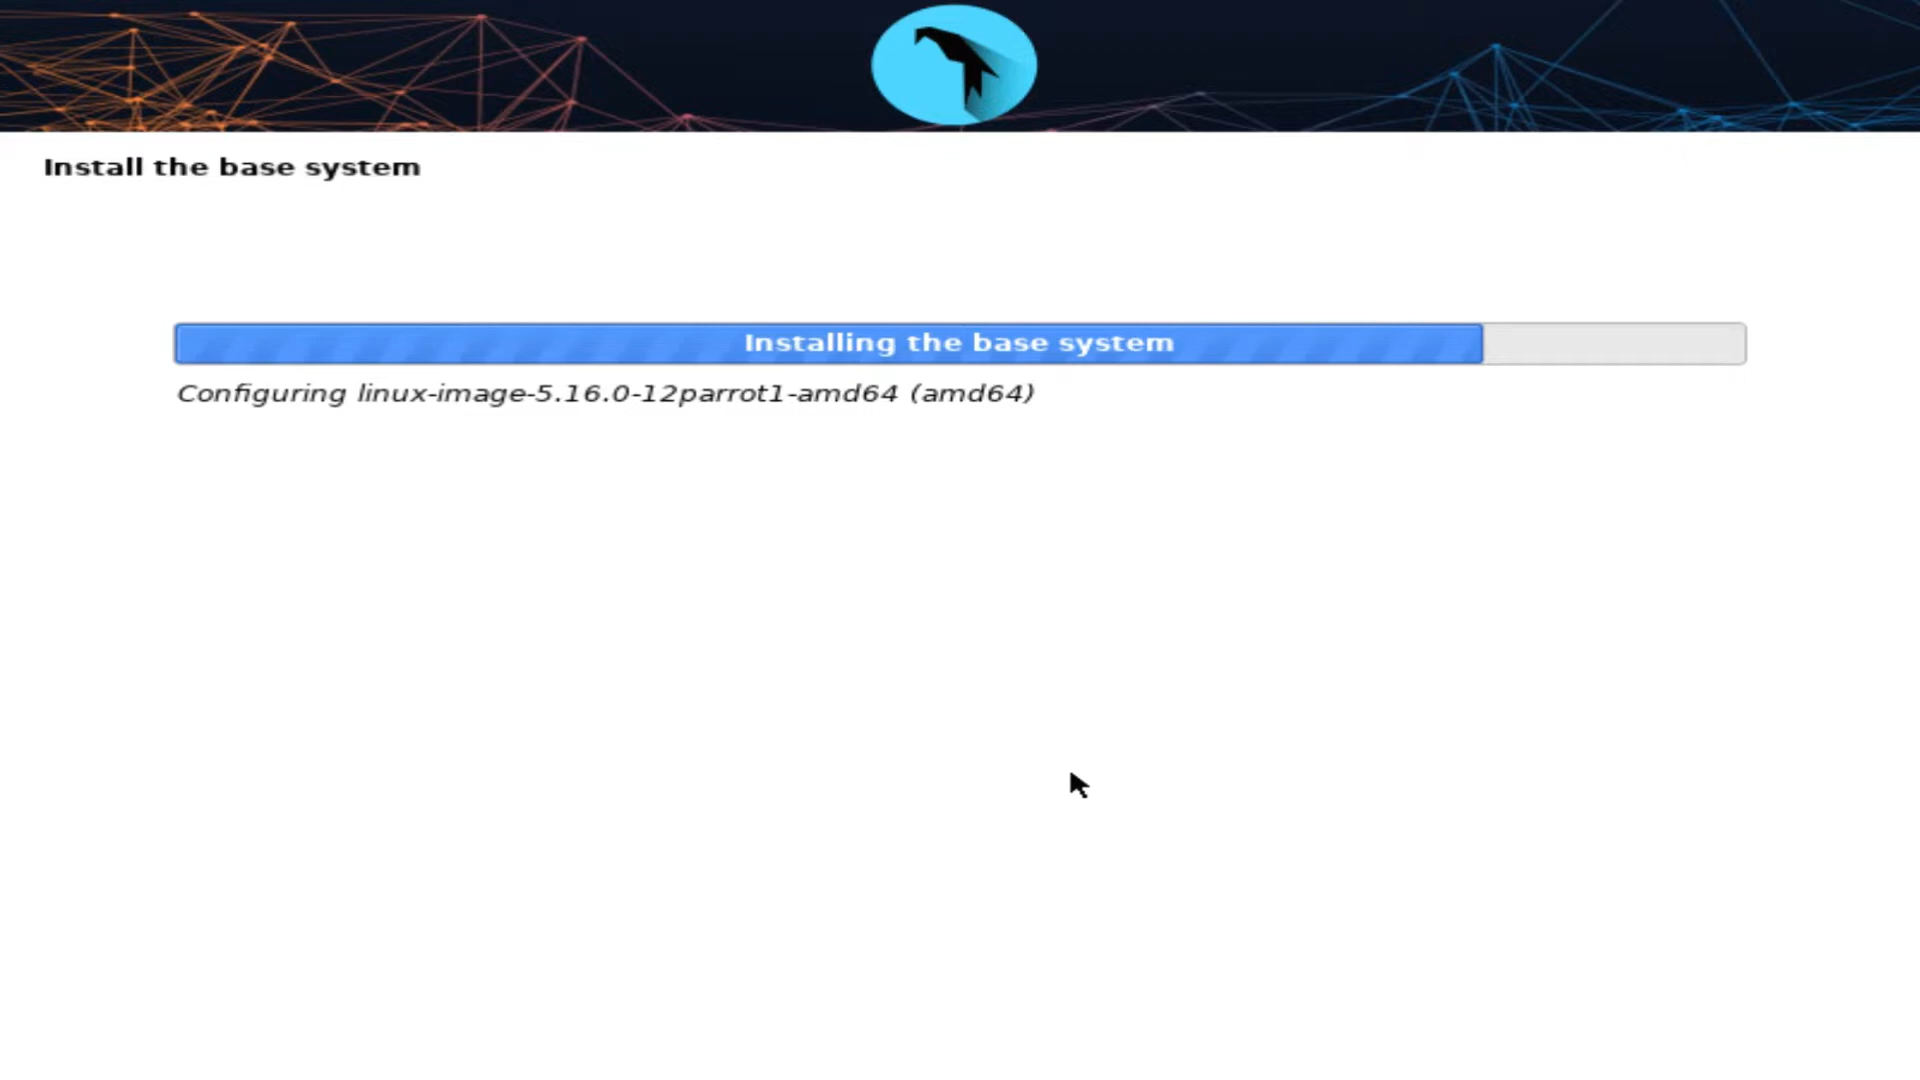 Install the base system
Installing the base system
Configuring linux-image-5.16.0-12parrot1-amd64 (amd64)